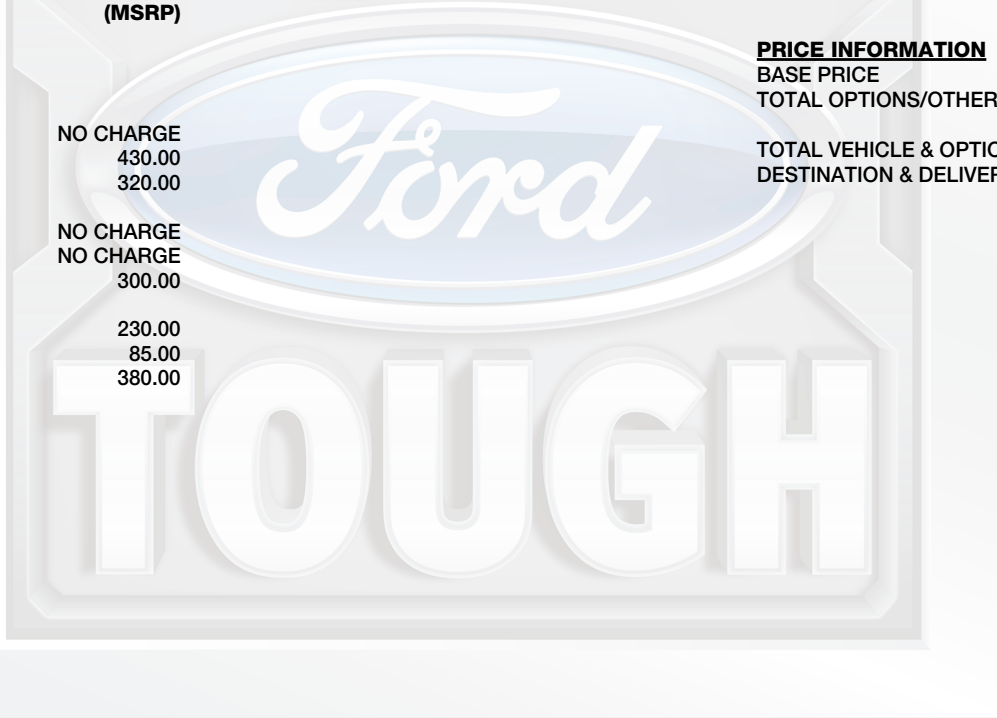 (MSRP)
NO CHARGE
430.00
320.00
NO CHARGE
NO CHARGE
300.00
230.00
85.00
380.00
PRICE INFORMATION
BASE PRICE
TOTAL OPTIONS/OTHER
TOTAL VEHICLE & OPTIO
DESTINATION & DELIVER
Ford
TOUGH